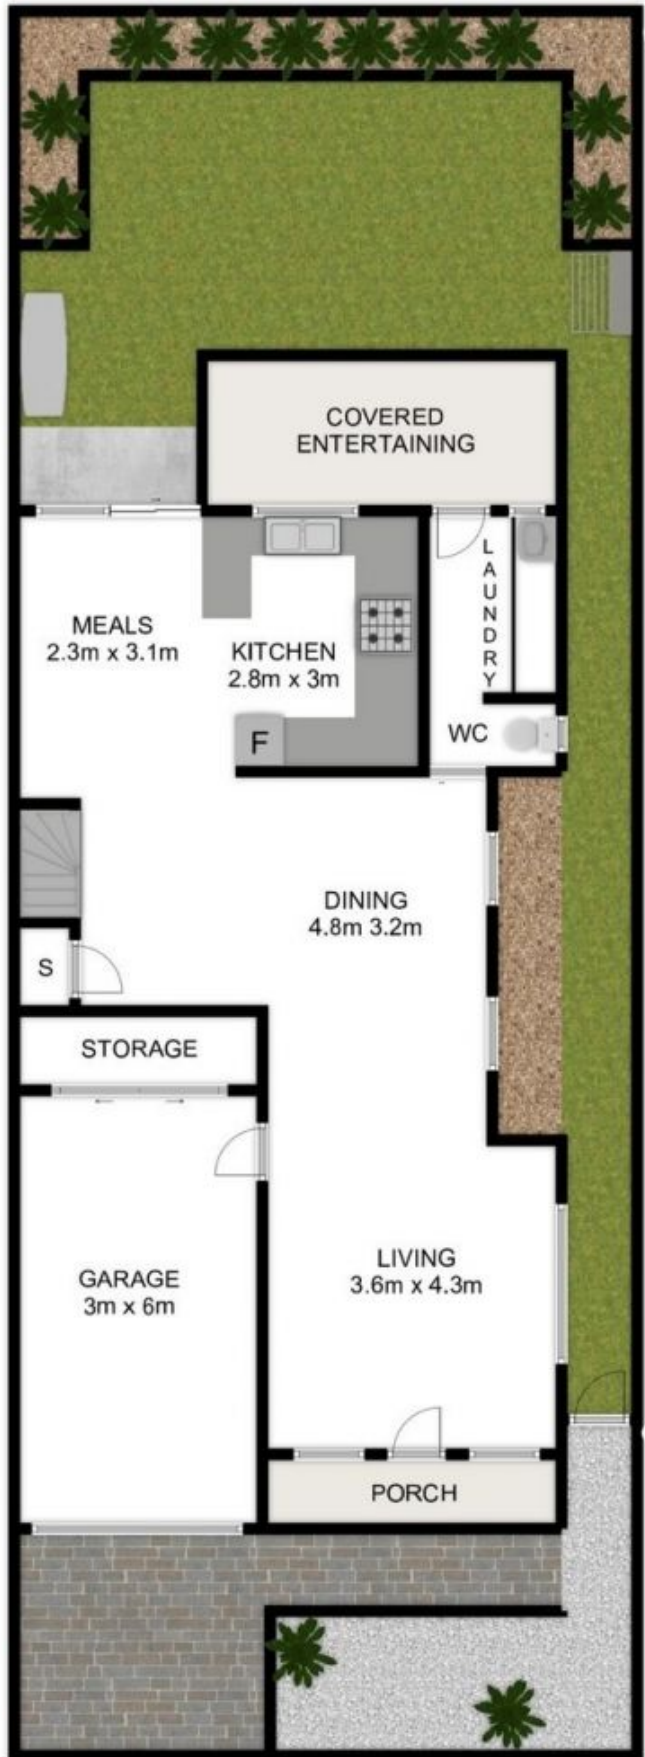 COVERED
ENTERTAINING
MEALS
2.3m x 3.1m
KITCHEN
2.8m x 3m
LAUNDRY
F
WC
DINING
4.8m 3.2m
S
STORAGE
LIVING
3.6m x 4.3m
GARAGE
3m x 6m
PORCH